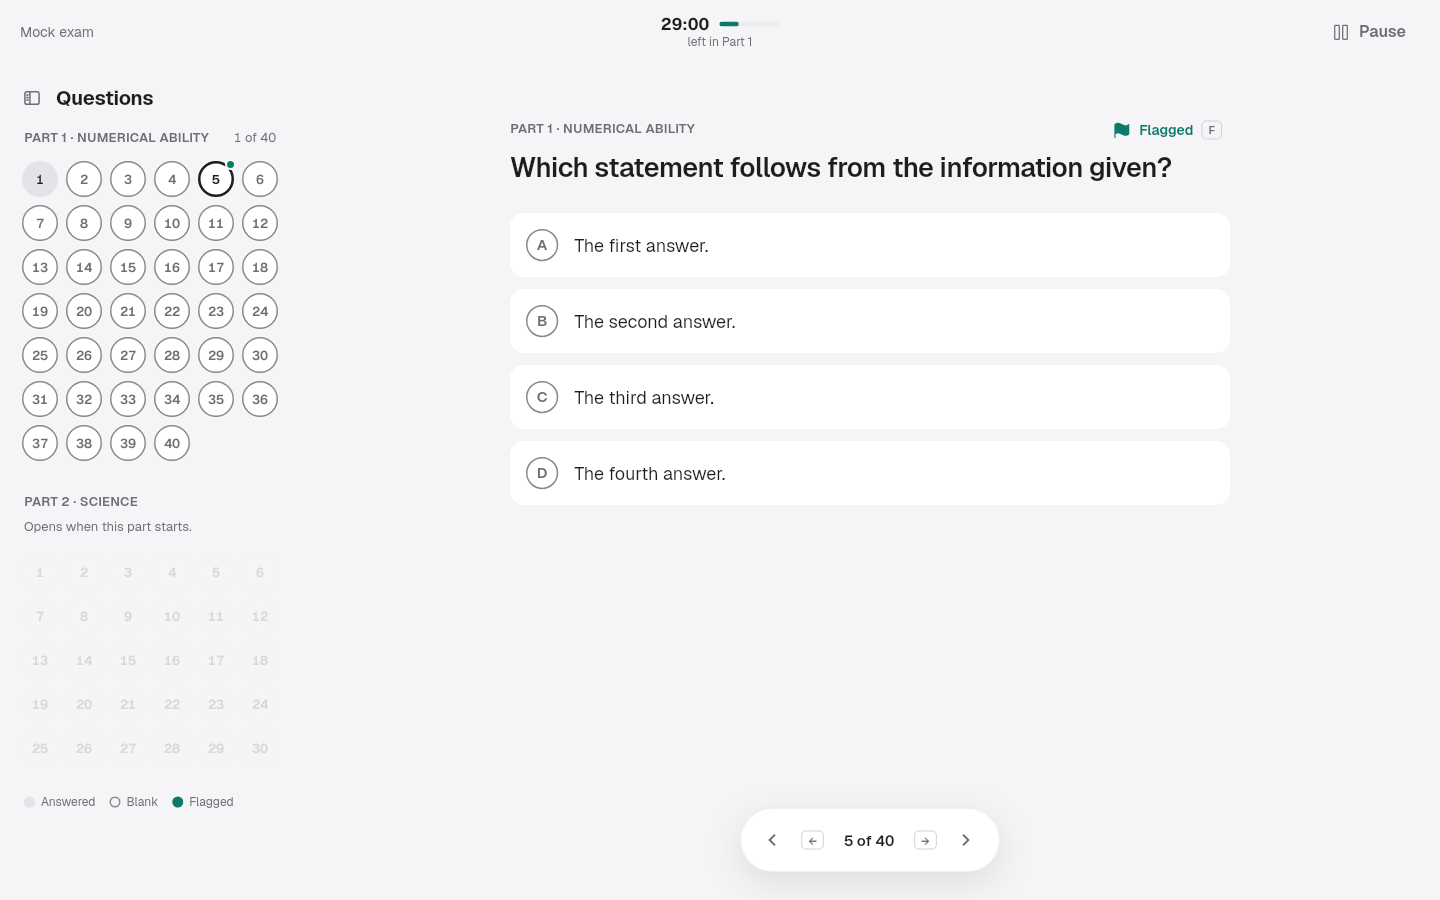 Mock exam
29:00
left in Part 1
Pause
Questions
PART 1 · NUMERICAL ABILITY 1 of 40
1 2 3 4 5 6
7 8 9 10 11 12
13 14 15 16 17 18
19 20 21 22 23 24
25 26 27 28 29 30
31 32 33 34 35 36
37 38 39 40
PART 2 · SCIENCE
Opens when this part starts.
1 2 3 4 5 6
7 8 9 10 11 12
13 14 15 16 17 18
19 20 21 22 23 24
25 26 27 28 29 30
Answered Blank Flagged
PART 1 · NUMERICAL ABILITY
Flagged F
Which statement follows from the information given?
A The first answer.
B The second answer.
C The third answer.
D The fourth answer.
← 5 of 40 →